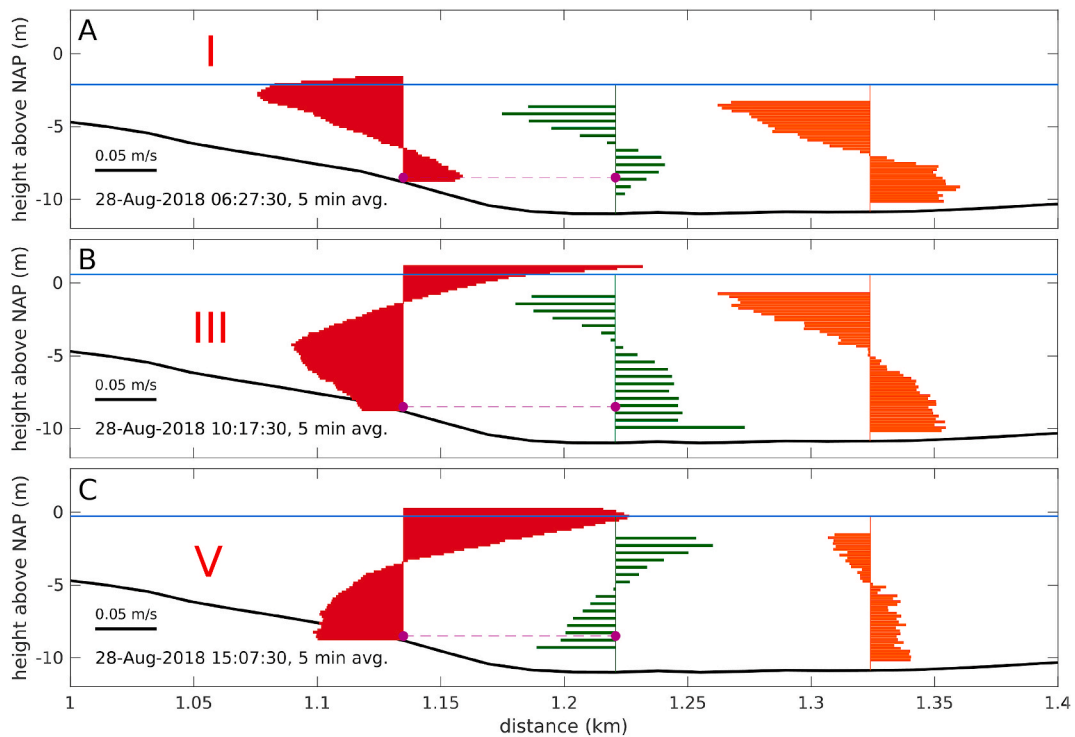 A
I
height above NAP (m)
0
-5
-10
0.05 m/s
28-Aug-2018 06:27:30, 5 min avg.
B
III
height above NAP (m)
0
-5
-10
0.05 m/s
28-Aug-2018 10:17:30, 5 min avg.
C
V
height above NAP (m)
0
-5
-10
0.05 m/s
28-Aug-2018 15:07:30, 5 min avg.
1 1.05 1.1 1.15 1.2 1.25 1.3 1.35 1.4
distance (km)